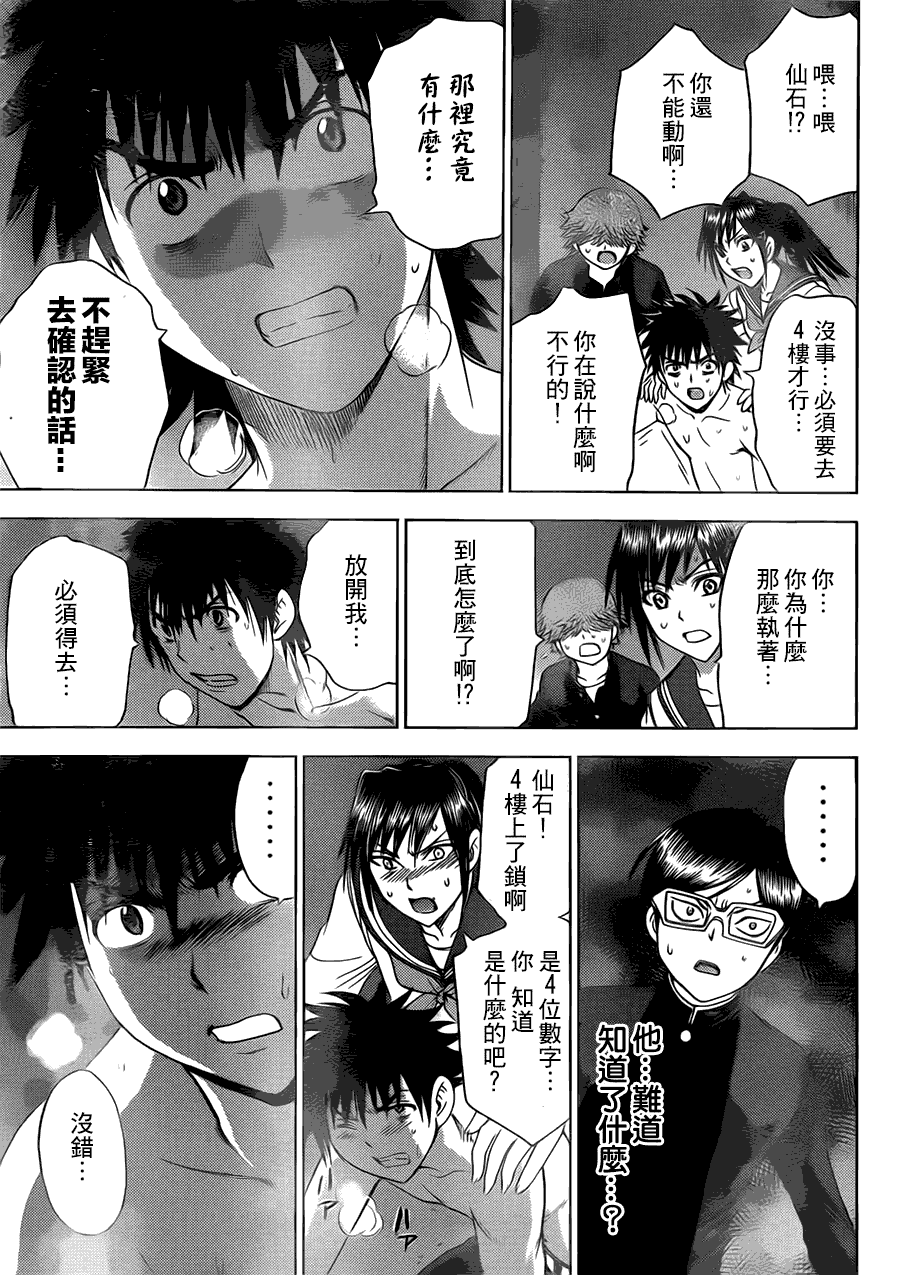 喂…喂
仙石!?
你還
不能動啊…
沒事…必須要去
4樓才行…
你在說什麼啊
不行的！
那裡究竟
有什麼…
不趕緊
去確認的話…
你…
你為什麼
那麼執著…
到底怎麼了啊!?
放開我…
必須得去…
……
他…難道
知道了什麼…?
仙石！
4樓上了鎖啊
是4位數字…
你 知道
是什麼的吧？
ハァ
ハァ
……
沒錯…